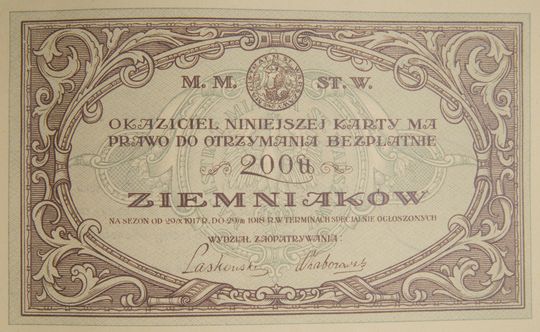 M. M. ST. W.
OKAZICIEL NINIEJSZEJ KARTY MA
PRAWO DO OTRZYMANIA BEZPŁATNIE
200 ℔
ZIEMNIAKÓW
NA SEZON OD 29/X 1917 R. DO 29/III 1918 R. W TERMINACH SPECJALNIE OGŁOSZONYCH
WYDZIAŁ ZAOPATRYWANIA: